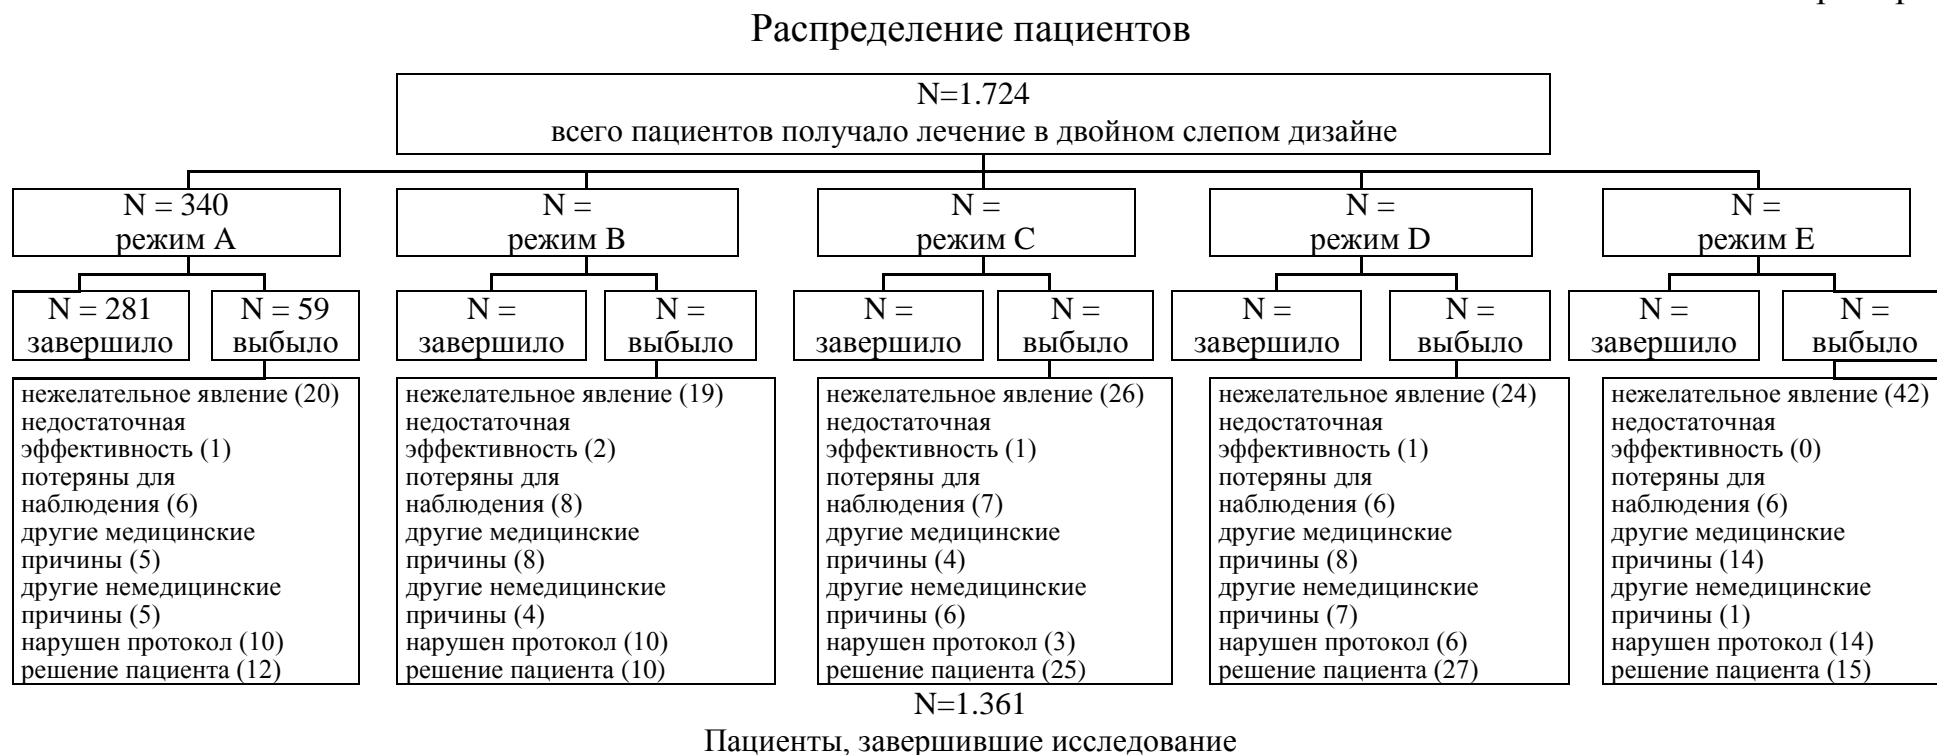 Распределение пациентов
N=1.724
всего пациентов получало лечение в двойном слепом дизайне
N = 340
режим A
N =
режим B
N =
режим C
N =
режим D
N =
режим E
N = 281
завершило
N = 59
выбыло
N =
завершило
N =
выбыло
N =
завершило
N =
выбыло
N =
завершило
N =
выбыло
N =
завершило
N =
выбыло
нежелательное явление (20)
недостаточная
эффективность (1)
потеряны для
наблюдения (6)
другие медицинские
причины (5)
другие немедицинские
причины (5)
нарушен протокол (10)
решение пациента (12)
нежелательное явление (19)
недостаточная
эффективность (2)
потеряны для
наблюдения (8)
другие медицинские
причины (8)
другие немедицинские
причины (4)
нарушен протокол (10)
решение пациента (10)
нежелательное явление (26)
недостаточная
эффективность (1)
потеряны для
наблюдения (7)
другие медицинские
причины (4)
другие немедицинские
причины (6)
нарушен протокол (3)
решение пациента (25)
нежелательное явление (24)
недостаточная
эффективность (1)
потеряны для
наблюдения (6)
другие медицинские
причины (8)
другие немедицинские
причины (7)
нарушен протокол (6)
решение пациента (27)
нежелательное явление (42)
недостаточная
эффективность (0)
потеряны для
наблюдения (6)
другие медицинские
причины (14)
другие немедицинские
причины (1)
нарушен протокол (14)
решение пациента (15)
N=1.361
Пациенты, завершившие исследование